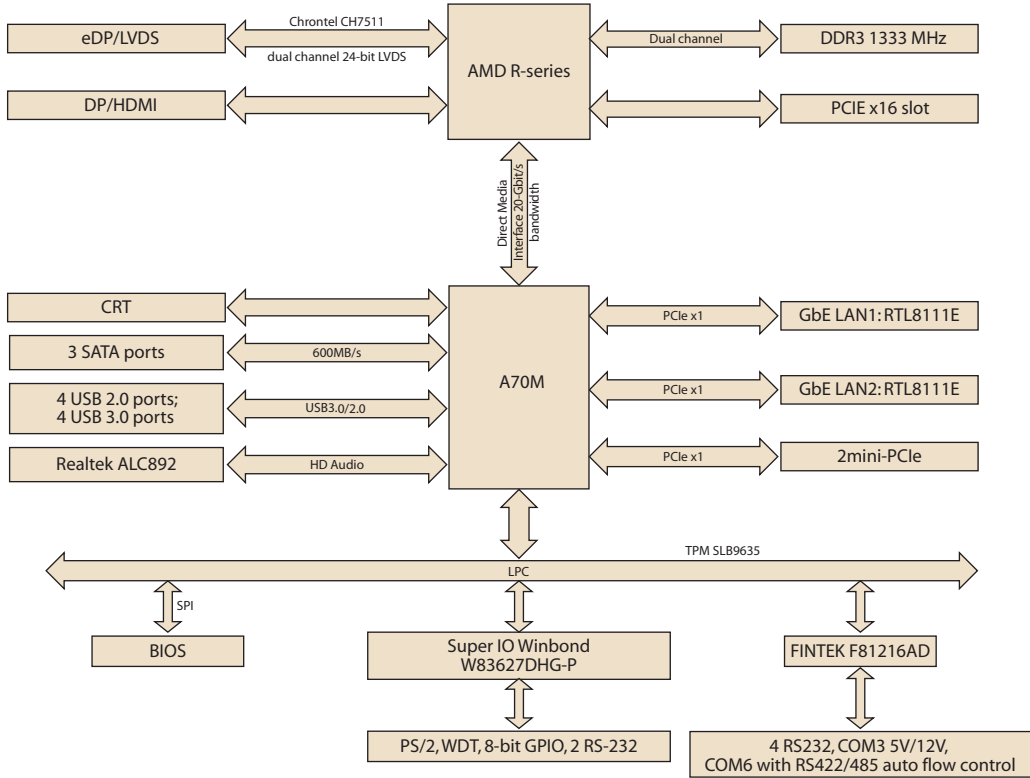 Chrontel CH7511
eDP/LVDS
dual channel 24-bit LVDS
AMD R-series
Dual channel
DDR3 1333 MHz
DP/HDMI
PCIE x16 slot
Direct Media
Interface 20-Gbit/s
bandwidth
CRT
PCIe x1
GbE LAN1: RTL8111E
3 SATA ports
600MB/s
A70M
4 USB 2.0 ports;
4 USB 3.0 ports
USB3.0/2.0
PCIe x1
GbE LAN2: RTL8111E
Realtek ALC892
HD Audio
PCIe x1
2mini-PCIe
TPM SLB9635
LPC
SPI
BIOS
Super IO Winbond
W83627DHG-P
FINTEK F81216AD
PS/2, WDT, 8-bit GPIO, 2 RS-232
4 RS232, COM3 5V/12V,
COM6 with RS422/485 auto flow control